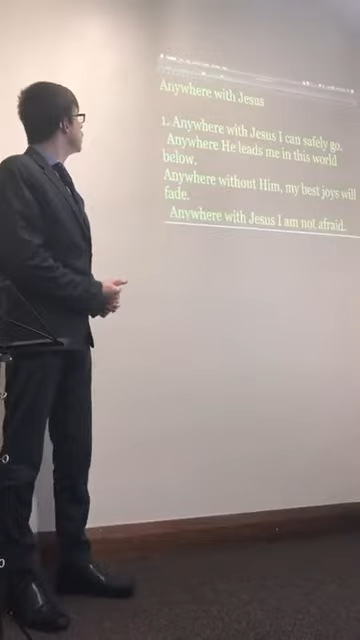 Anywhere with Jesus
1. Anywhere with Jesus I can safely go,
Anywhere He leads me in this world
below.
Anywhere without Him, my best joys will
fade.
Anywhere with Jesus I am not afraid.